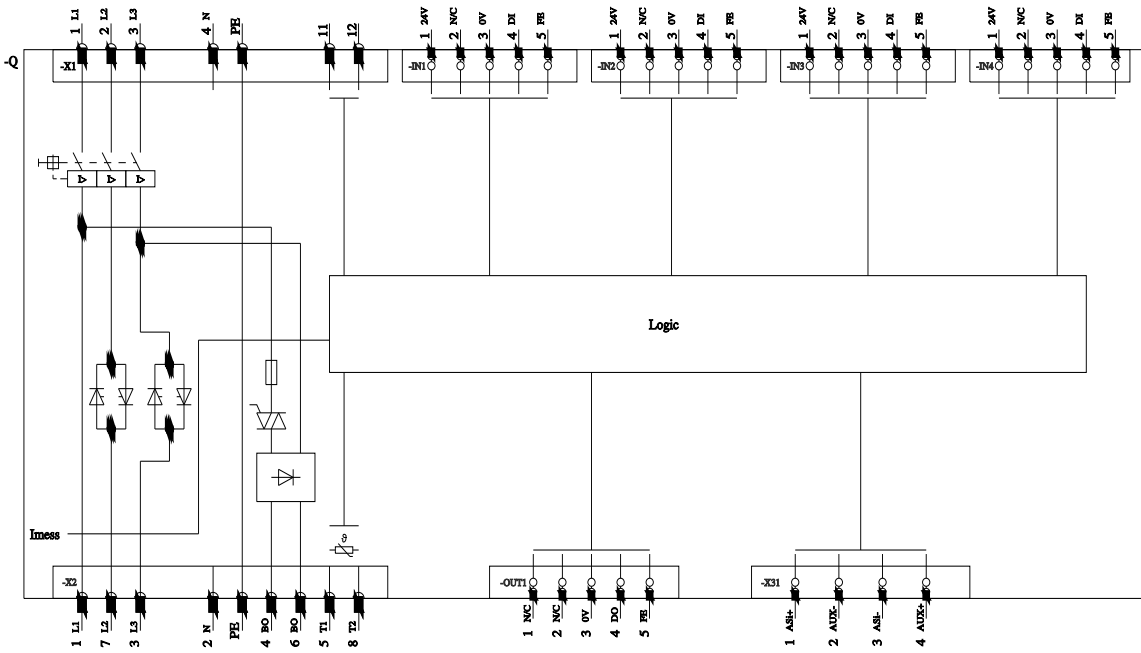 1 L1
2 L2
3 L3
4 N
PE
11
12
1 24V
2 N/C
3 0V
4 DI
5 FE
1 24V
2 N/C
3 0V
4 DI
5 FE
1 24V
2 N/C
3 0V
4 DI
5 FE
1 24V
2 N/C
3 0V
4 DI
5 FE
-Q
-X1
-IN1
-IN2
-IN3
-IN4
Logic
Imess
ϑ
-X2
-OUT1
-X31
1 L1
7 L2
3 L3
2 N
PE
4 BO
6 BO
5 T1
8 T2
1 N/C
2 N/C
3 0V
4 DO
5 FE
1 ASi+
2 AUX-
3 ASi-
4 AUX+